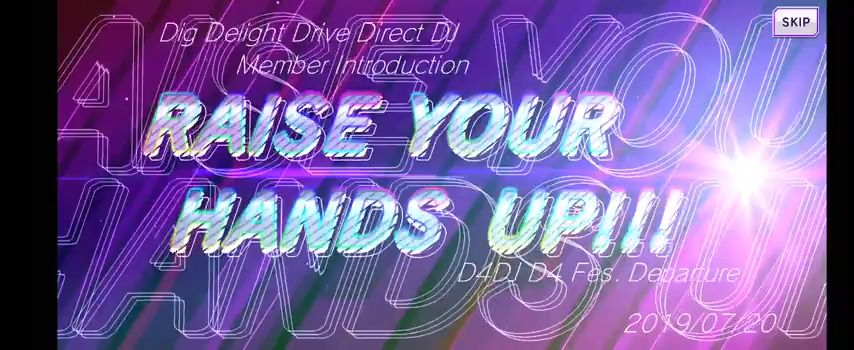 SKIP
Dig Delight Drive Direct DJ
Member Introduction
RAISE YOUR
HANDS UP!!!
D4DJ D4 Fes. Departure
2019/07/20